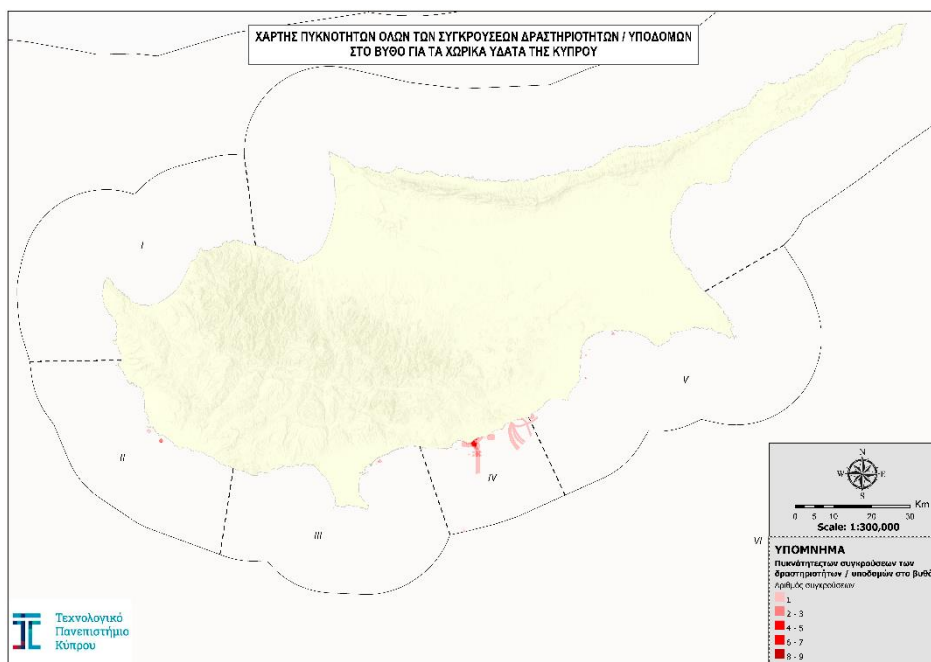 ΧΑΡΤΗΣ ΠΥΚΝΟΤΗΤΩΝ ΟΛΩΝ ΤΩΝ ΣΥΓΚΡΟΥΣΕΩΝ ΔΡΑΣΤΗΡΙΟΤΗΤΩΝ / ΥΠΟΔΟΜΩΝ
ΣΤΟ ΒΥΘΟ ΓΙΑ ΤΑ ΧΩΡΙΚΑ ΥΔΑΤΑ ΤΗΣ ΚΥΠΡΟΥ
I
II
III
IV
V
VI
N
W E
S
Km
0 5 10 20 30
Scale: 1:300,000
ΥΠΟΜΝΗΜΑ
Πυκνότητες των συγκρούσεων των
δραστηριοτήτων / υποδομών στο βυθό
Αριθμός συγκρούσεων
1
2 - 3
4 - 5
6 - 7
8 - 9
Τεχνολογικό
Πανεπιστήμιο
Κύπρου